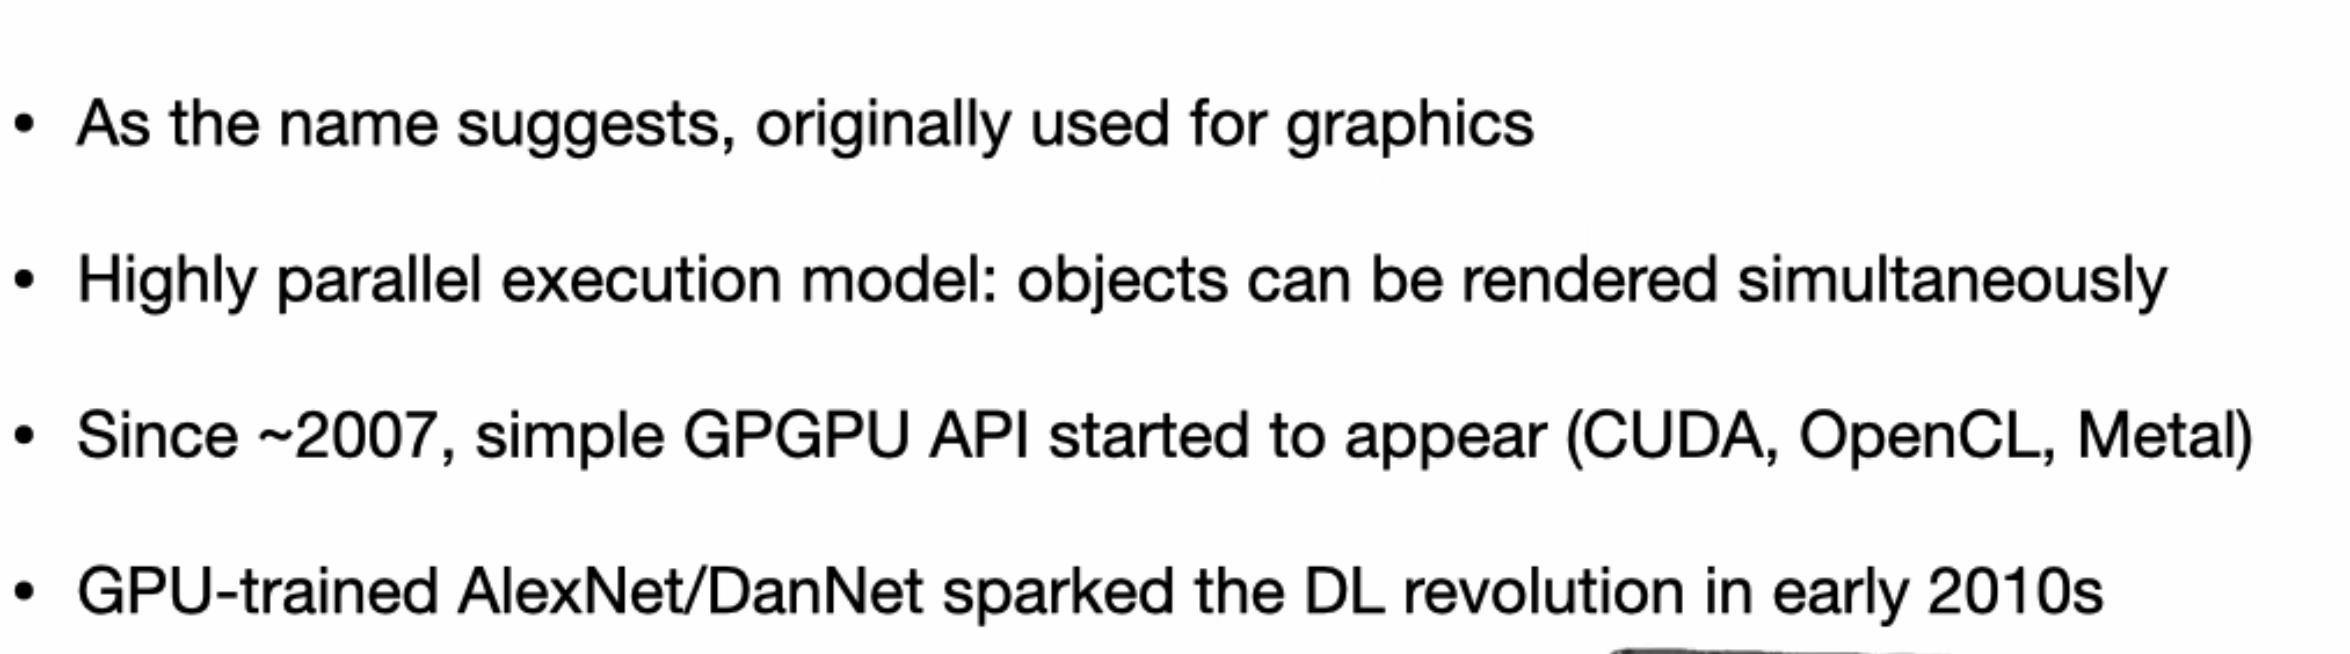 • As the name suggests, originally used for graphics
• Highly parallel execution model: objects can be rendered simultaneously
• Since ~2007, simple GPGPU API started to appear (CUDA, OpenCL, Metal)
• GPU-trained AlexNet/DanNet sparked the DL revolution in early 2010s